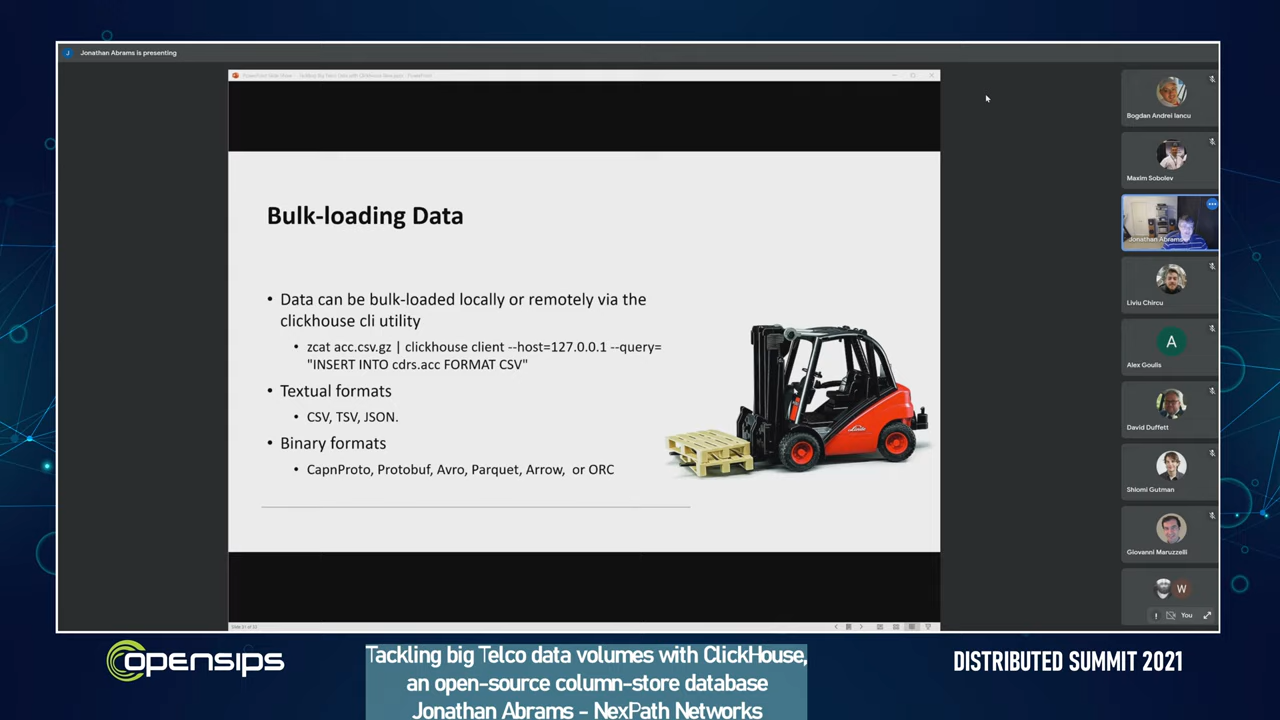 Jonathan Abrams is presenting
Bulk-loading Data
• Data can be bulk-loaded locally or remotely via the
clickhouse cli utility
• zcat acc.csv.gz | clickhouse client --host=127.0.0.1 --query=
"INSERT INTO cdrs.acc FORMAT CSV"
• Textual formats
• CSV, TSV, JSON.
• Binary formats
• CapnProto, Protobuf, Avro, Parquet, Arrow, or ORC
Bogdan Andrei Iancu
Maxim Sobolev
Jonathan Abrams
Liviu Chircu
A
Alex Goulis
David Duffett
Shlomi Gutman
Giovanni Maruzzelli
W
You
opensips
Tackling big Telco data volumes with ClickHouse,
an open-source column-store database
Jonathan Abrams - NexPath Networks
DISTRIBUTED SUMMIT 2021